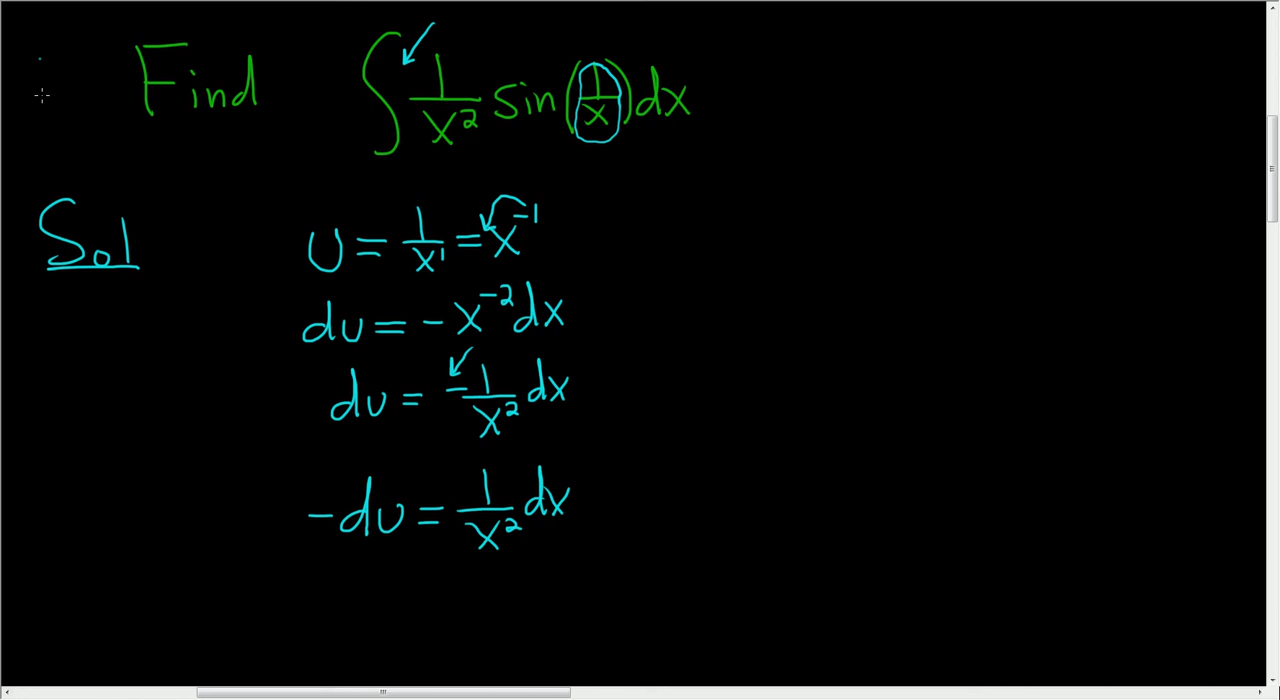 Find ∫ 1/x² sin(1/x) dx
Sol
u = 1/x¹ = x⁻¹
du = -x⁻² dx
du = -1/x² dx
-du = 1/x² dx